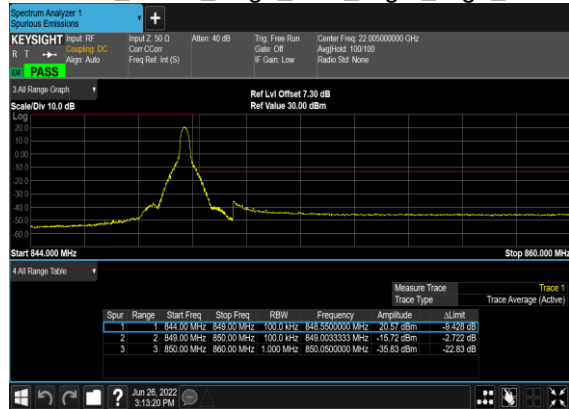 Spectrum Analyzer 1
Spurious Emissions
+
KEYSIGHT Input: RF Input Z: 50 Ω Atten: 40 dB Trig: Free Run Center Freq: 22.005000000 GHz
R T Coupling: DC Corr CCorr Gate: Off Avg|Hold: 100/100
Align: Auto Freq Ref: Int (S) IF Gain: Low Radio Std: None
PASS
3 All Range Graph
Ref Lvl Offset 7.30 dB
Scale/Div 10.0 dB Ref Value 30.00 dBm
Log
20.0
10.0
0.00
-10.0
-20.0
-30.0
-40.0
-50.0
-60.0
Start 844.000 MHz Stop 860.000 MHz
4 All Range Table
Measure Trace Trace 1
Trace Type Trace Average (Active)
Spur Range Start Freq Stop Freq RBW Frequency Amplitude ΔLimit
1 1 844.00 MHz 849.00 MHz 100.0 kHz 848.5500000 MHz 20.57 dBm -9.428 dB
2 2 849.00 MHz 850.00 MHz 100.0 kHz 849.0033333 MHz -15.72 dBm -2.722 dB
3 3 850.00 MHz 860.00 MHz 1.000 MHz 850.0500000 MHz -35.83 dBm -22.83 dB
? Jun 26, 2022
3:13:20 PM